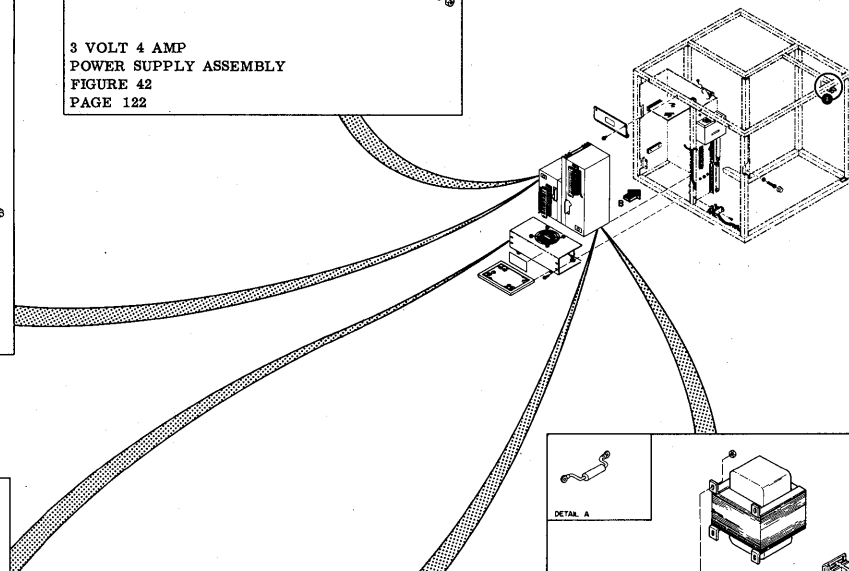 3 VOLT 4 AMP
POWER SUPPLY ASSEMBLY
FIGURE 42
PAGE 122
B
DETAIL A